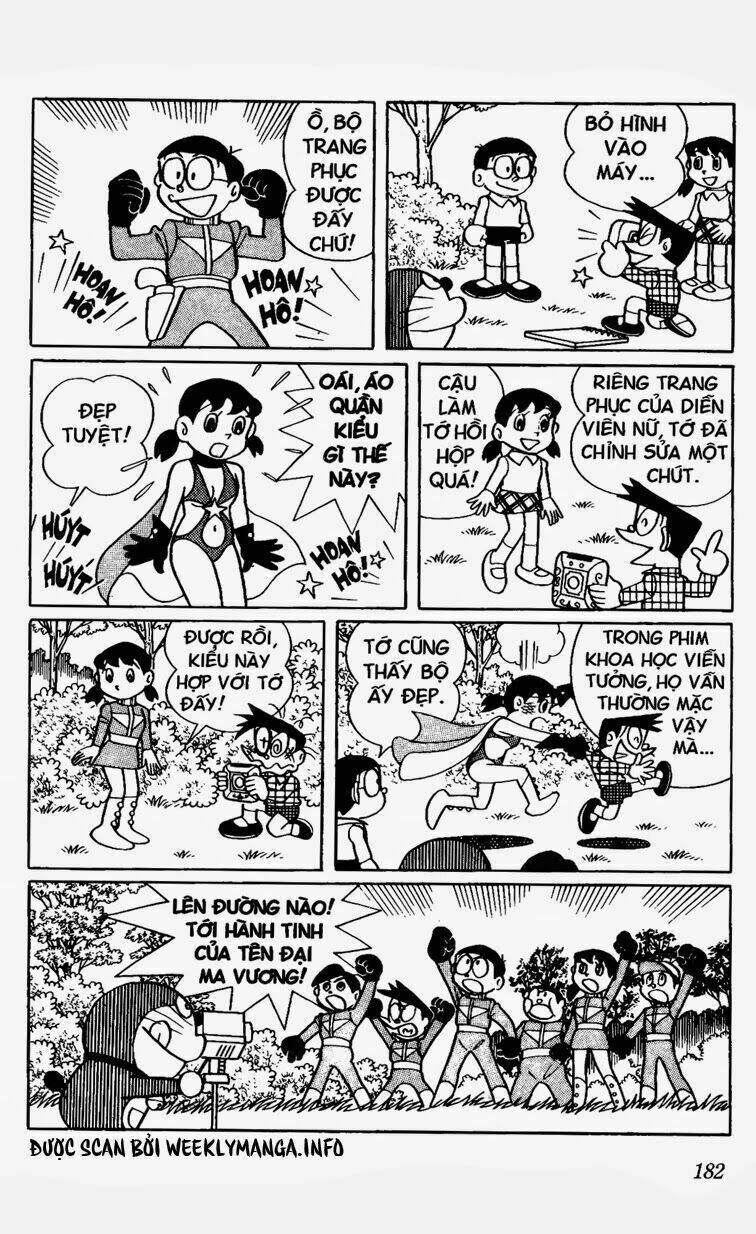 BỎ HÌNH
VÀO
MÁY...
Ồ, BỘ
TRANG
PHỤC
ĐƯỢC
ĐẤY
CHỨ!
HOAN
HÔ!
HOAN
HÔ!
RIÊNG TRANG
PHỤC CỦA DIỄN
VIÊN NỮ, TỚ ĐÃ
CHỈNH SỬA MỘT
CHÚT.
CẬU
LÀM
TỚ HỒI
HỘP
QUÁ!
OÁI, ÁO
QUẦN
KIỂU
GÌ THẾ
NÀY?
ĐẸP
TUYỆT!
HÚYT
HÚYT
HOAN
HÔ!
TRONG PHIM
KHOA HỌC VIỄN
TƯỞNG, HỌ VẪN
THƯỜNG MẶC
VẬY
MÀ...
TỚ CŨNG
THẤY BỘ
ẤY ĐẸP.
ĐƯỢC RỒI,
KIỂU NÀY
HỢP VỚI TỚ
ĐẤY!
LÊN ĐƯỜNG NÀO!
TỚI HÀNH TINH
CỦA TÊN ĐẠI
MA VƯƠNG!
ĐƯỢC SCAN BỞI WEEKLYMANGA.INFO
182